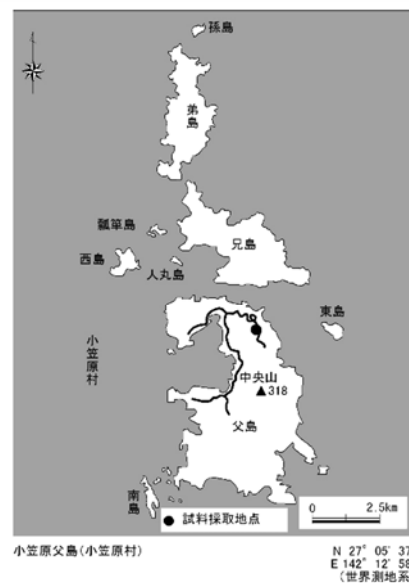 孫島
弟島
瓢箪島
兄島
西島
人丸島
東島
小笠原村
中央山
▲318
父島
南島
● 試料採取地点
0 2.5km
小笠原父島(小笠原村)
N 27° 05′ 37
E 142° 12′ 58
(世界測地系